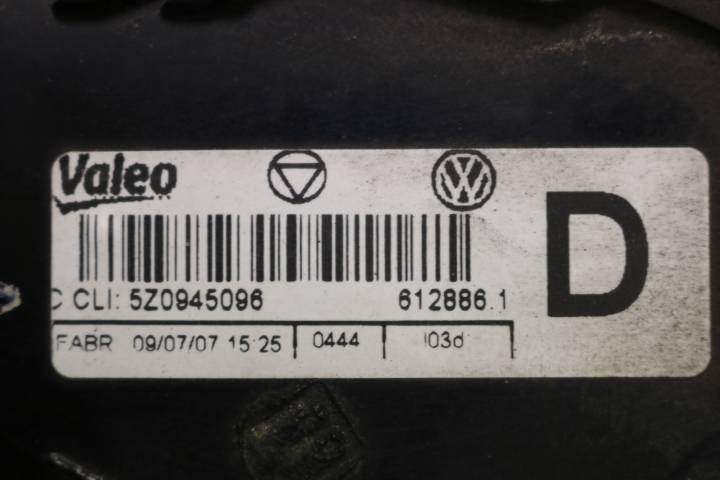 Valeo
D
C CLI: 5Z0945096 612886.1
FABR 09/07/07 15:25 0444 I03d